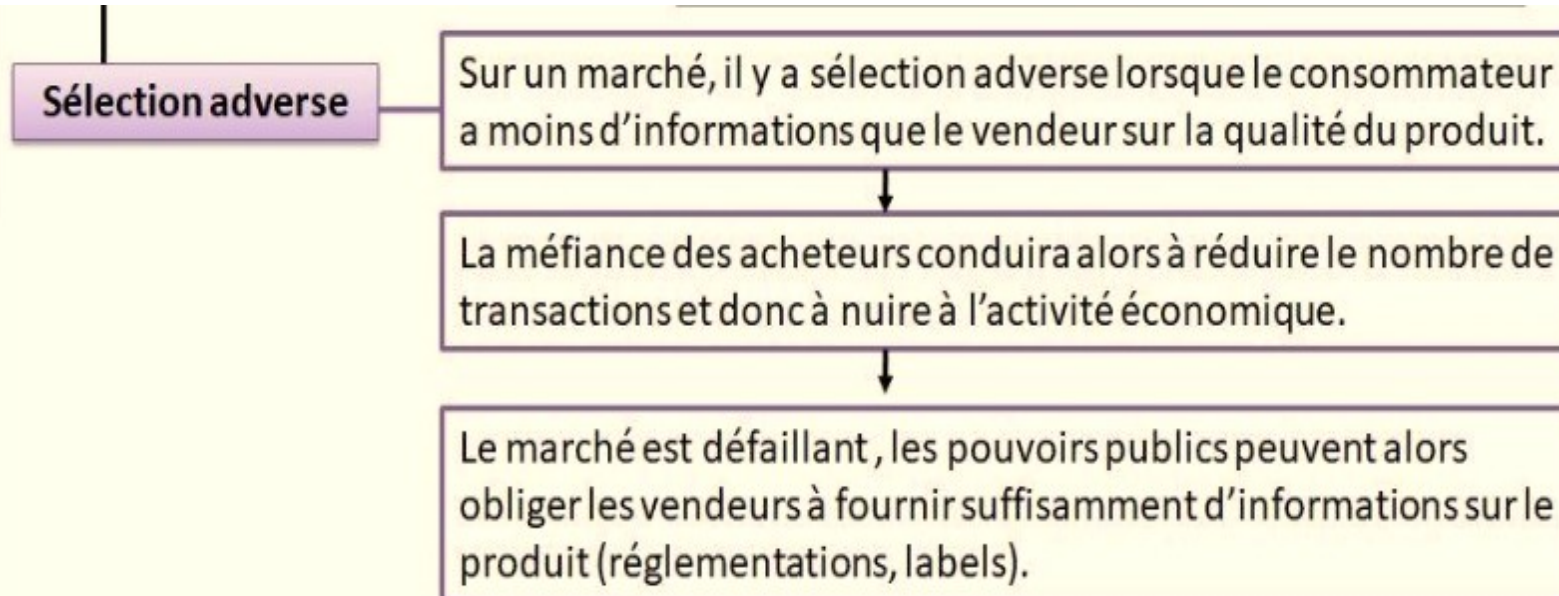 Sélection adverse
Sur un marché, il y a sélection adverse lorsque le consommateur
a moins d'informations que le vendeur sur la qualité du produit.
La méfiance des acheteurs conduira alors à réduire le nombre de
transactions et donc à nuire à l'activité économique.
Le marché est défaillant, les pouvoirs publics peuvent alors
obliger les vendeurs à fournir suffisamment d'informations sur le
produit (réglementations, labels).